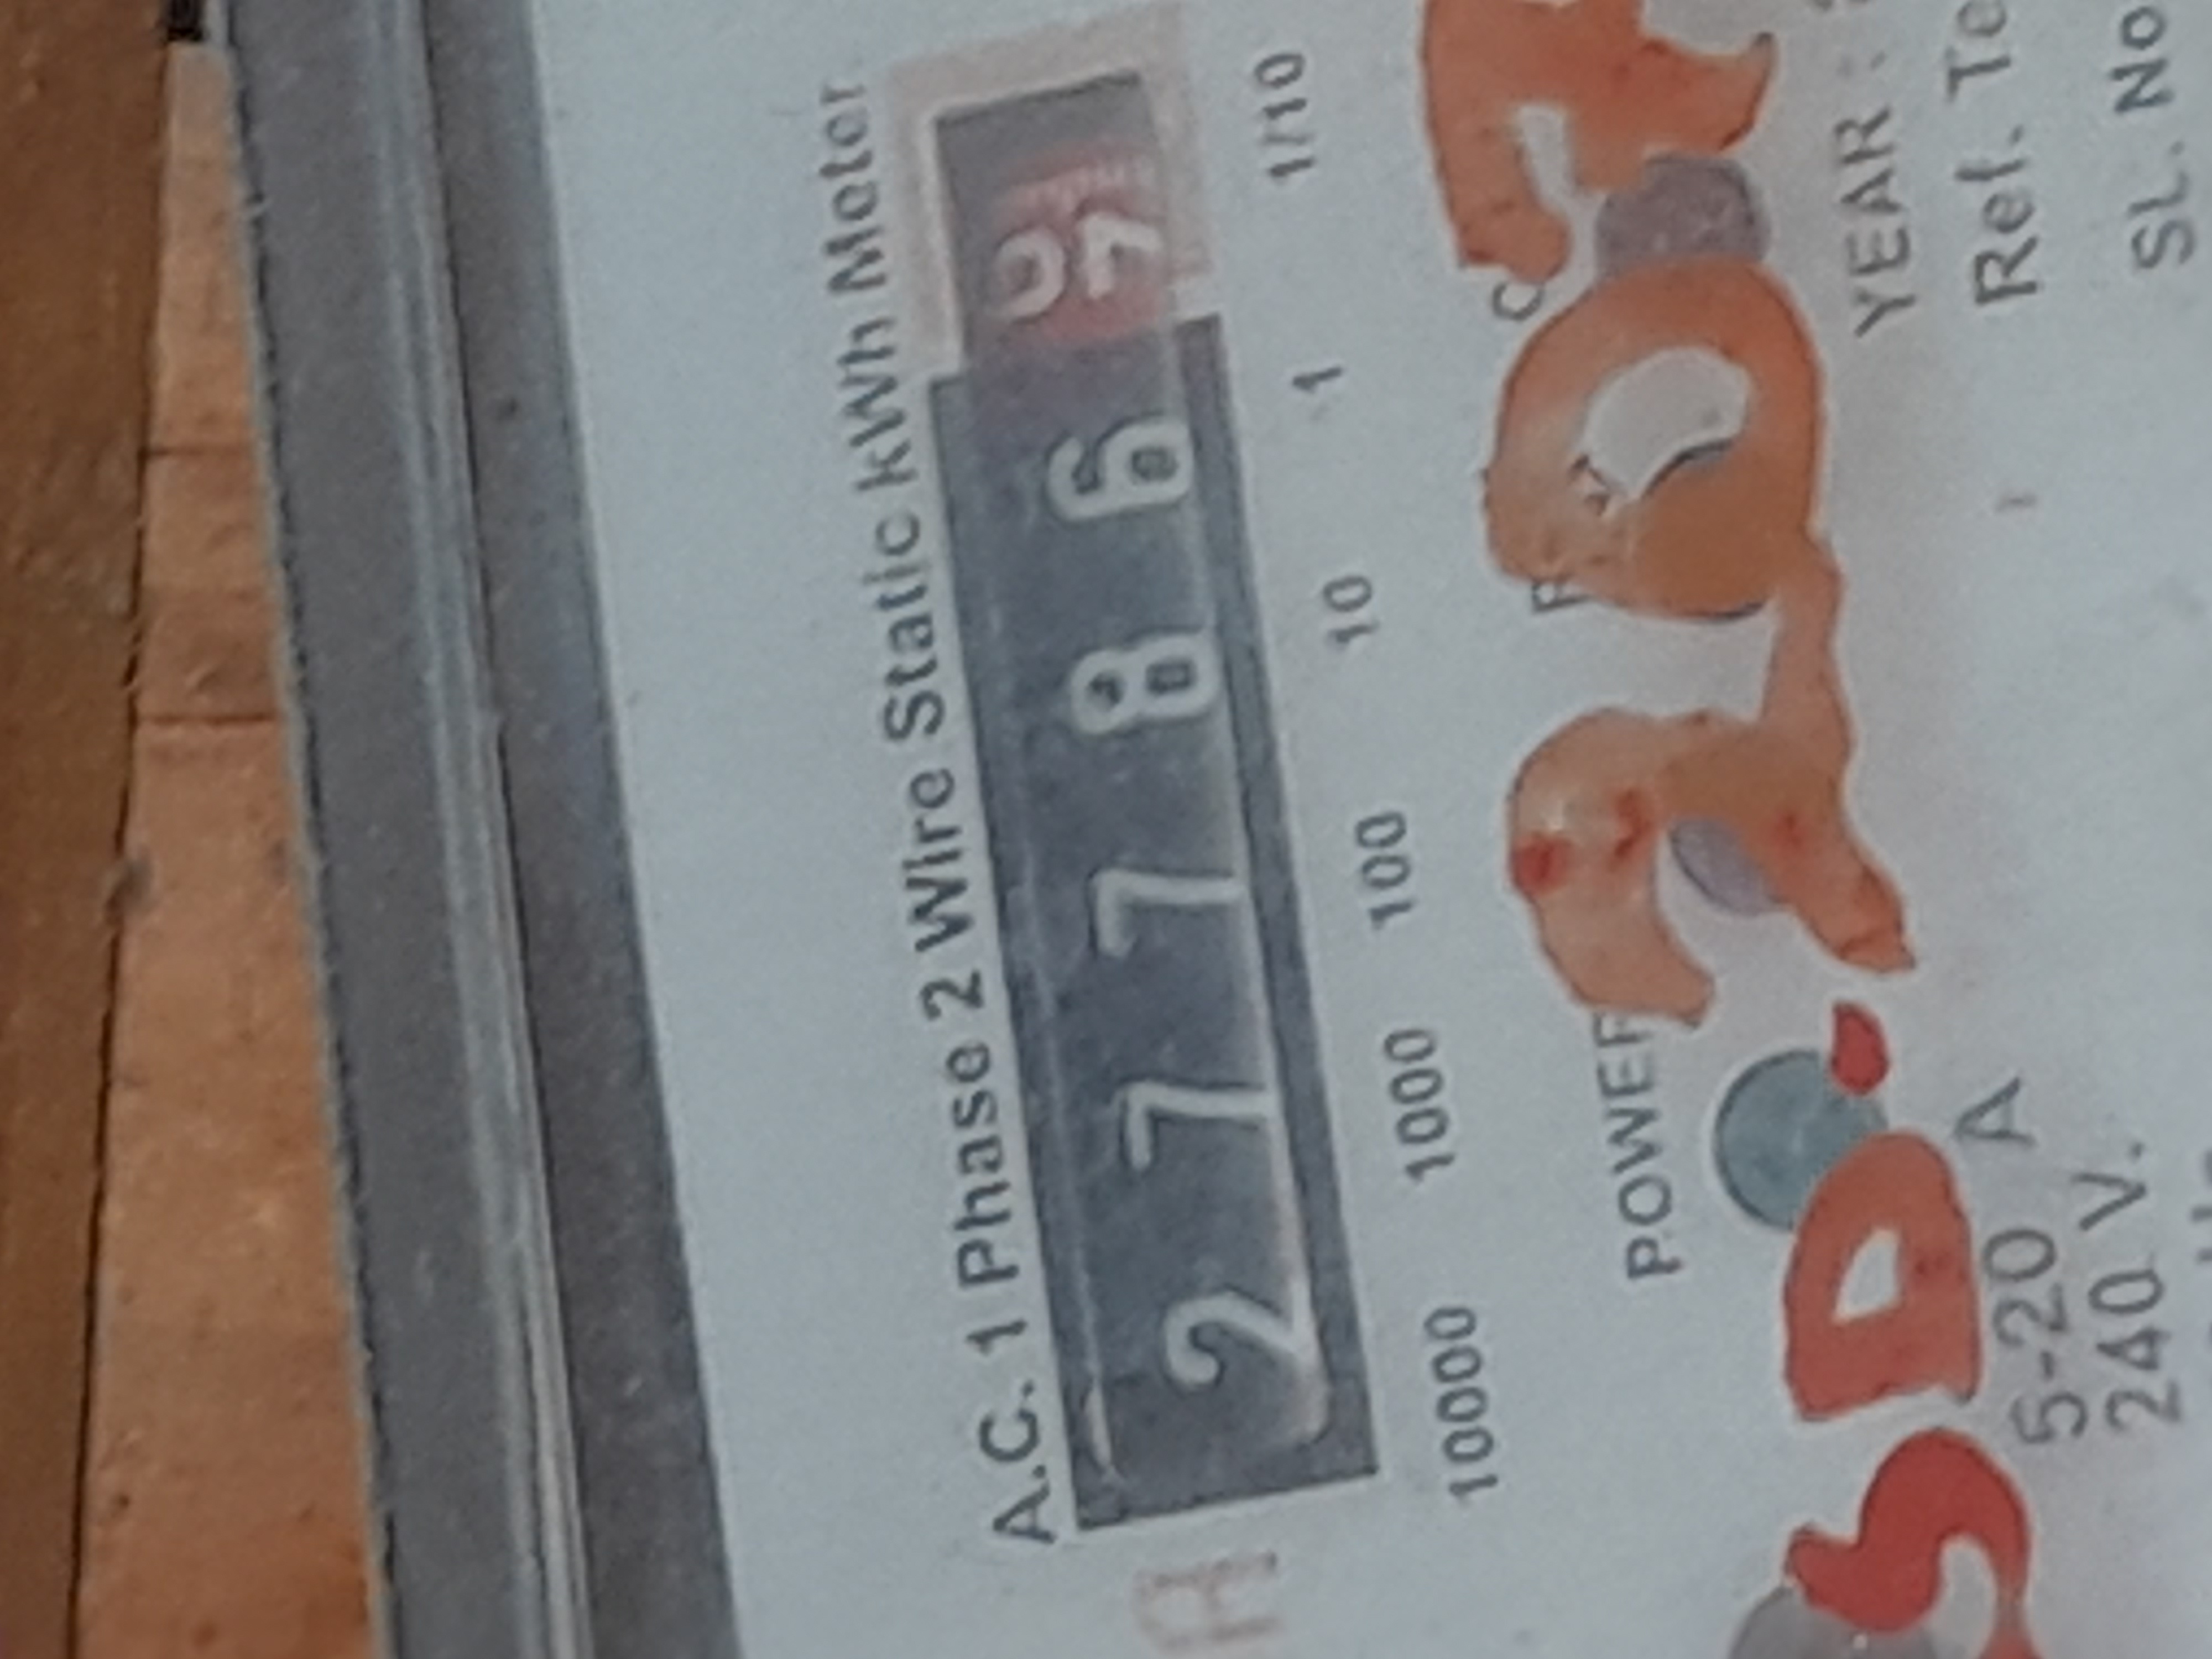 A.C. 1 Phase 2 Wire Static kWh Meter
2 7 7 8 6
10000 1000 100 10 1 1/10
POWER
5-20 A
240 V.
YEAR :
Ref. Te
SL. No